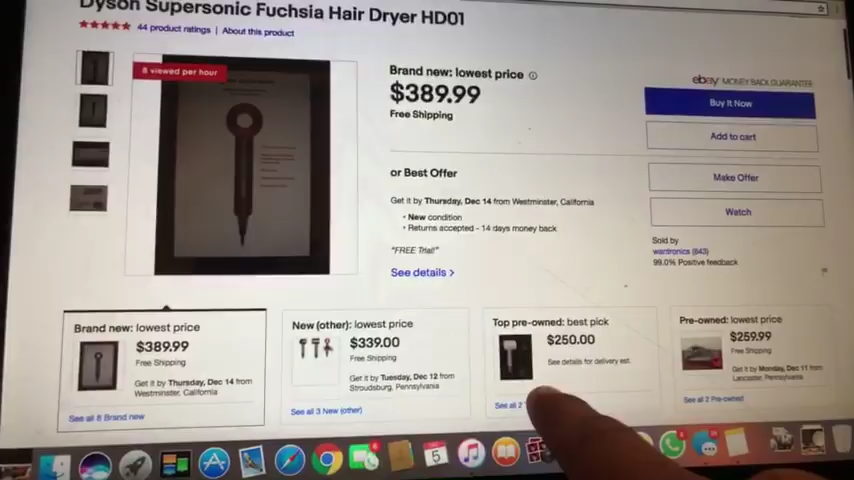 Dyson Supersonic Fuchsia Hair Dryer HD01
44 product ratings | About this product
8 viewed per hour
Brand new: lowest price
$389.99
Free Shipping
or Best Offer
Get it by Thursday, Dec 14 from Westminster, California
• New condition
• Returns accepted - 14 days money back
"FREE Trial!"
See details >
ebay MONEY BACK GUARANTEE
Buy It Now
Add to cart
Make Offer
Watch
Sold by
wantronics (643)
99.0% Positive feedback
Brand new: lowest price
$389.99
Free Shipping
Get it by Thursday, Dec 14 from
Westminster, California
See all 8 Brand new
New (other): lowest price
$339.00
Free Shipping
Get it by Tuesday, Dec 12 from
Stroudsburg, Pennsylvania
See all 3 New (other)
Top pre-owned: best pick
$250.00
See details for delivery est.
See all 2
Pre-owned: lowest price
$259.99
Free Shipping
Get it by Monday, Dec 11 from
Lancaster, Pennsylvania
See all 2 Pre-owned
5